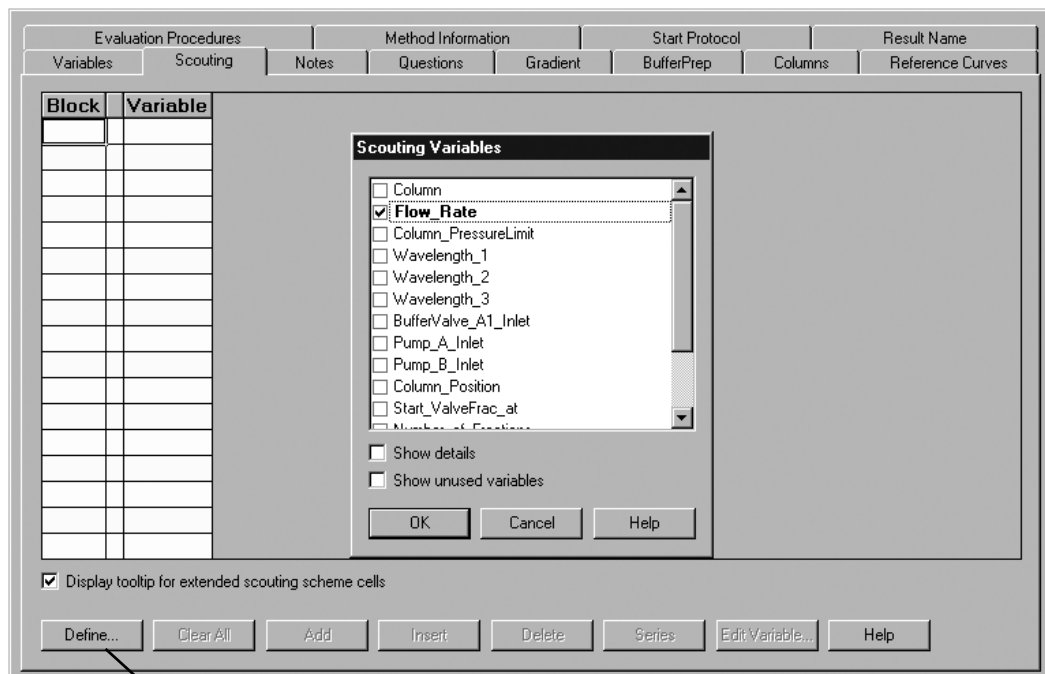 Evaluation Procedures Method Information Start Protocol Result Name
Variables Scouting Notes Questions Gradient BufferPrep Columns Reference Curves
Block Variable
Scouting Variables
Column
Flow_Rate
Column_PressureLimit
Wavelength_1
Wavelength_2
Wavelength_3
BufferValve_A1_Inlet
Pump_A_Inlet
Pump_B_Inlet
Column_Position
Start_ValveFrac_at
Number_of_Fractions
Show details
Show unused variables
OK Cancel Help
Display tooltip for extended scouting scheme cells
Define... Clear All Add Insert Delete Series Edit Variable... Help